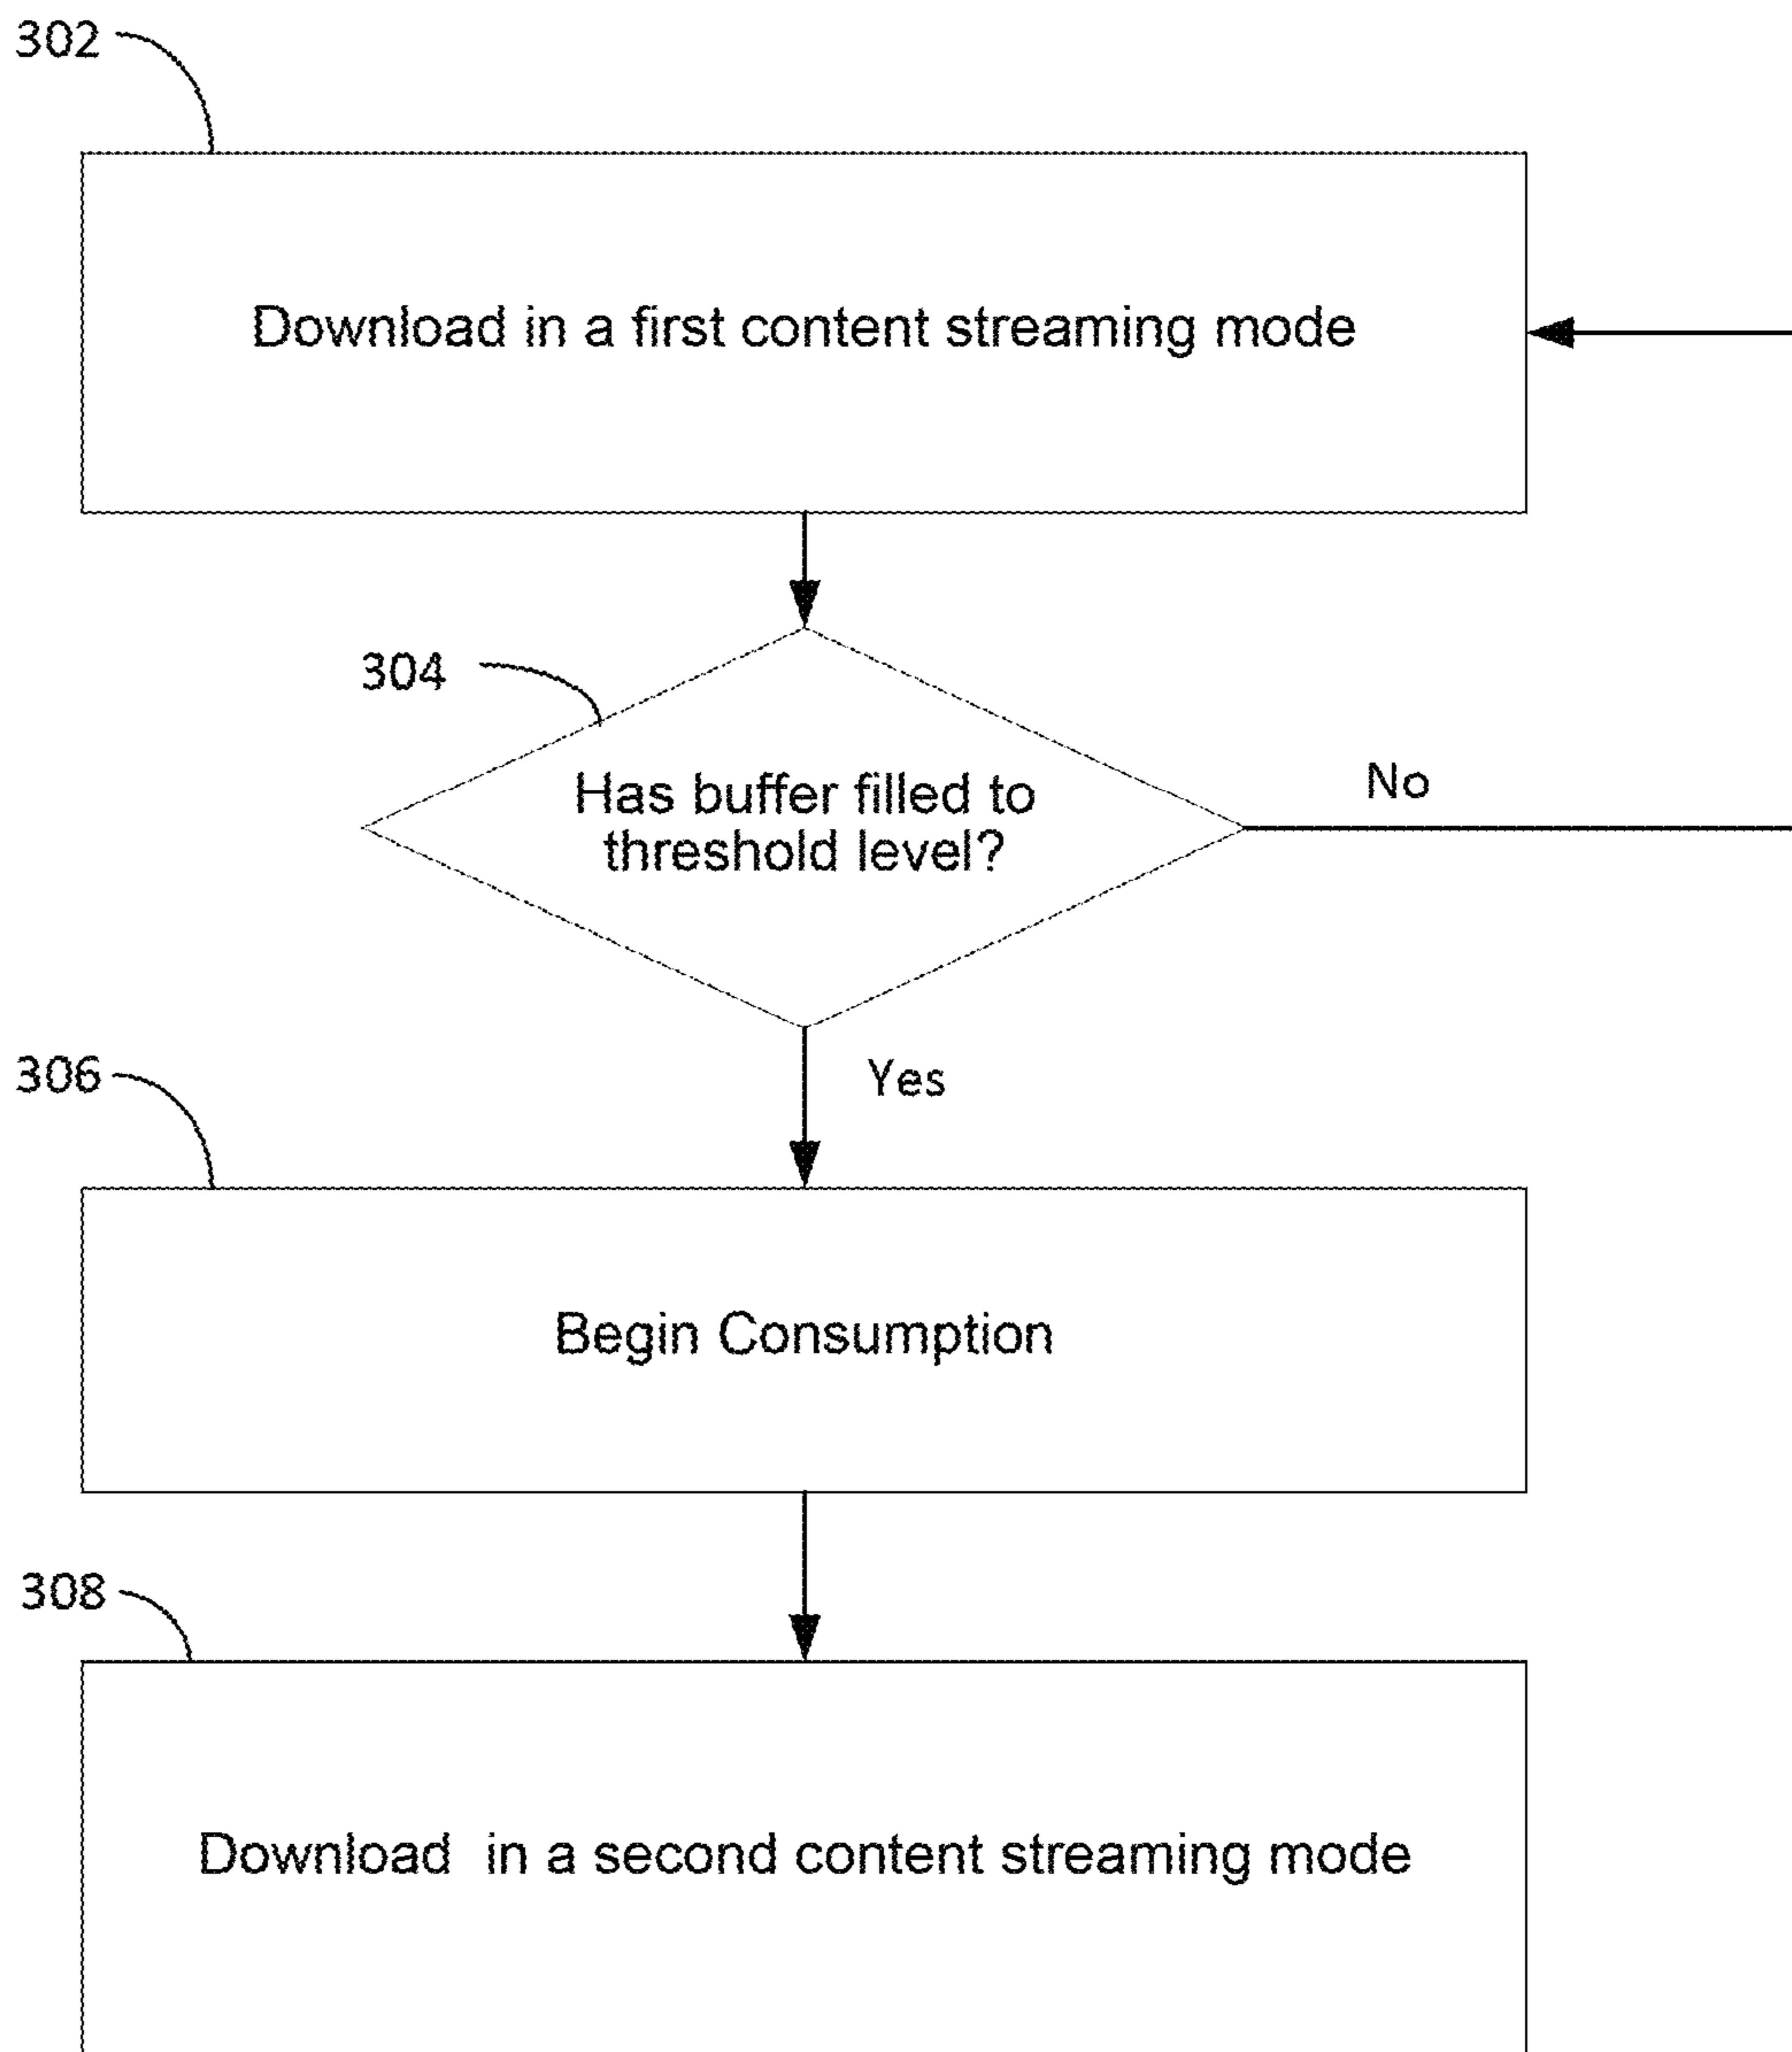 302
Download in a first content streaming mode
304
Has buffer filled to
threshold level?
No
Yes
306
Begin Consumption
308
Download in a second content streaming mode